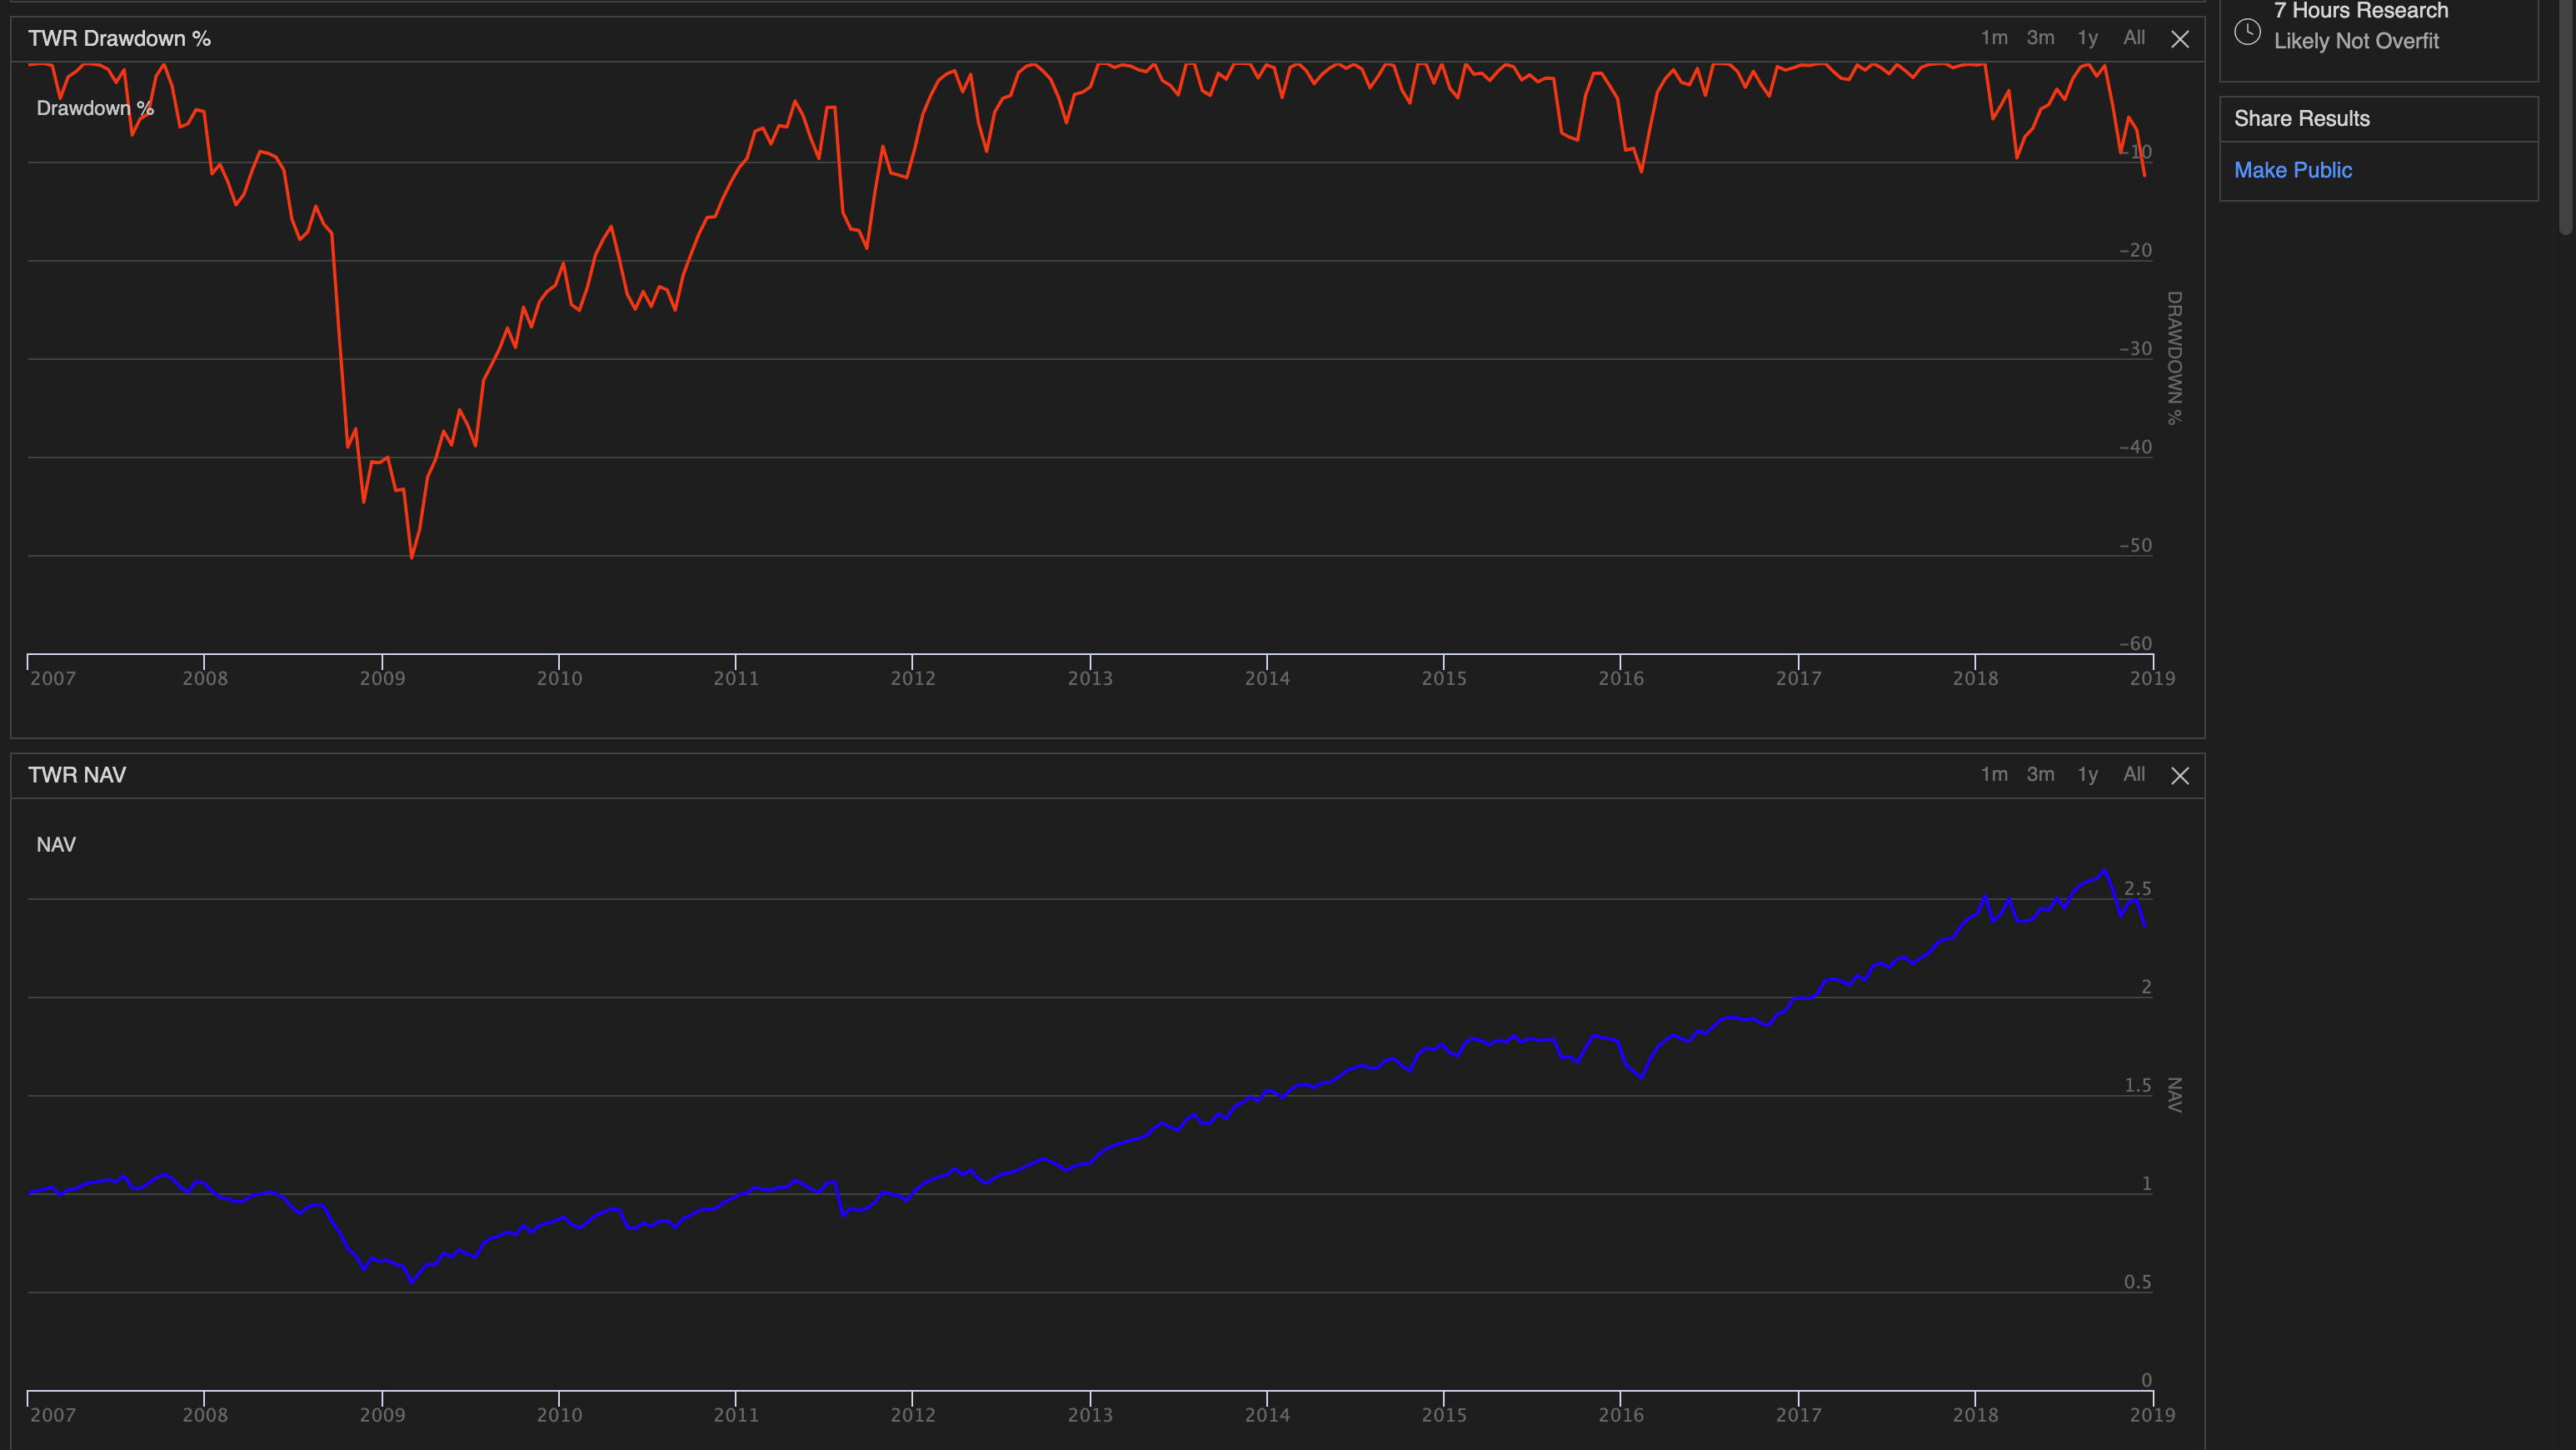 TWR Drawdown %
1m 3m 1y All
Drawdown %
-10
-20
-30
-40
-50
-60
DRAWDOWN %
2007 2008 2009 2010 2011 2012 2013 2014 2015 2016 2017 2018 2019
TWR NAV
1m 3m 1y All
NAV
2.5
2
1.5
1
0.5
0
NAV
2007 2008 2009 2010 2011 2012 2013 2014 2015 2016 2017 2018 2019
7 Hours Research
Likely Not Overfit
Share Results
Make Public